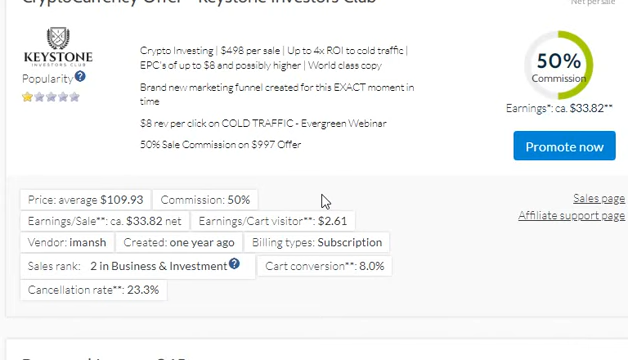 CryptoCurrency Offer - Keystone Investors Club
Net per sale
KEYSTONE
INVESTORS CLUB
Popularity
Crypto Investing | $498 per sale | Up to 4x ROI to cold traffic |
EPC's of up to $8 and possibly higher | World class copy
Brand new marketing funnel created for this EXACT moment in
time
$8 rev per click on COLD TRAFFIC - Evergreen Webinar
50% Sale Commission on $997 Offer
50%
Commission
Earnings*: ca. $33.82**
Promote now
Price: average $109.93
Commission: 50%
Earnings/Sale**: ca. $33.82 net
Earnings/Cart visitor**: $2.61
Vendor: imansh
Created: one year ago
Billing types: Subscription
Sales rank: 2 in Business & Investment
Cart conversion**: 8.0%
Cancellation rate**: 23.3%
Sales page
Affiliate support page